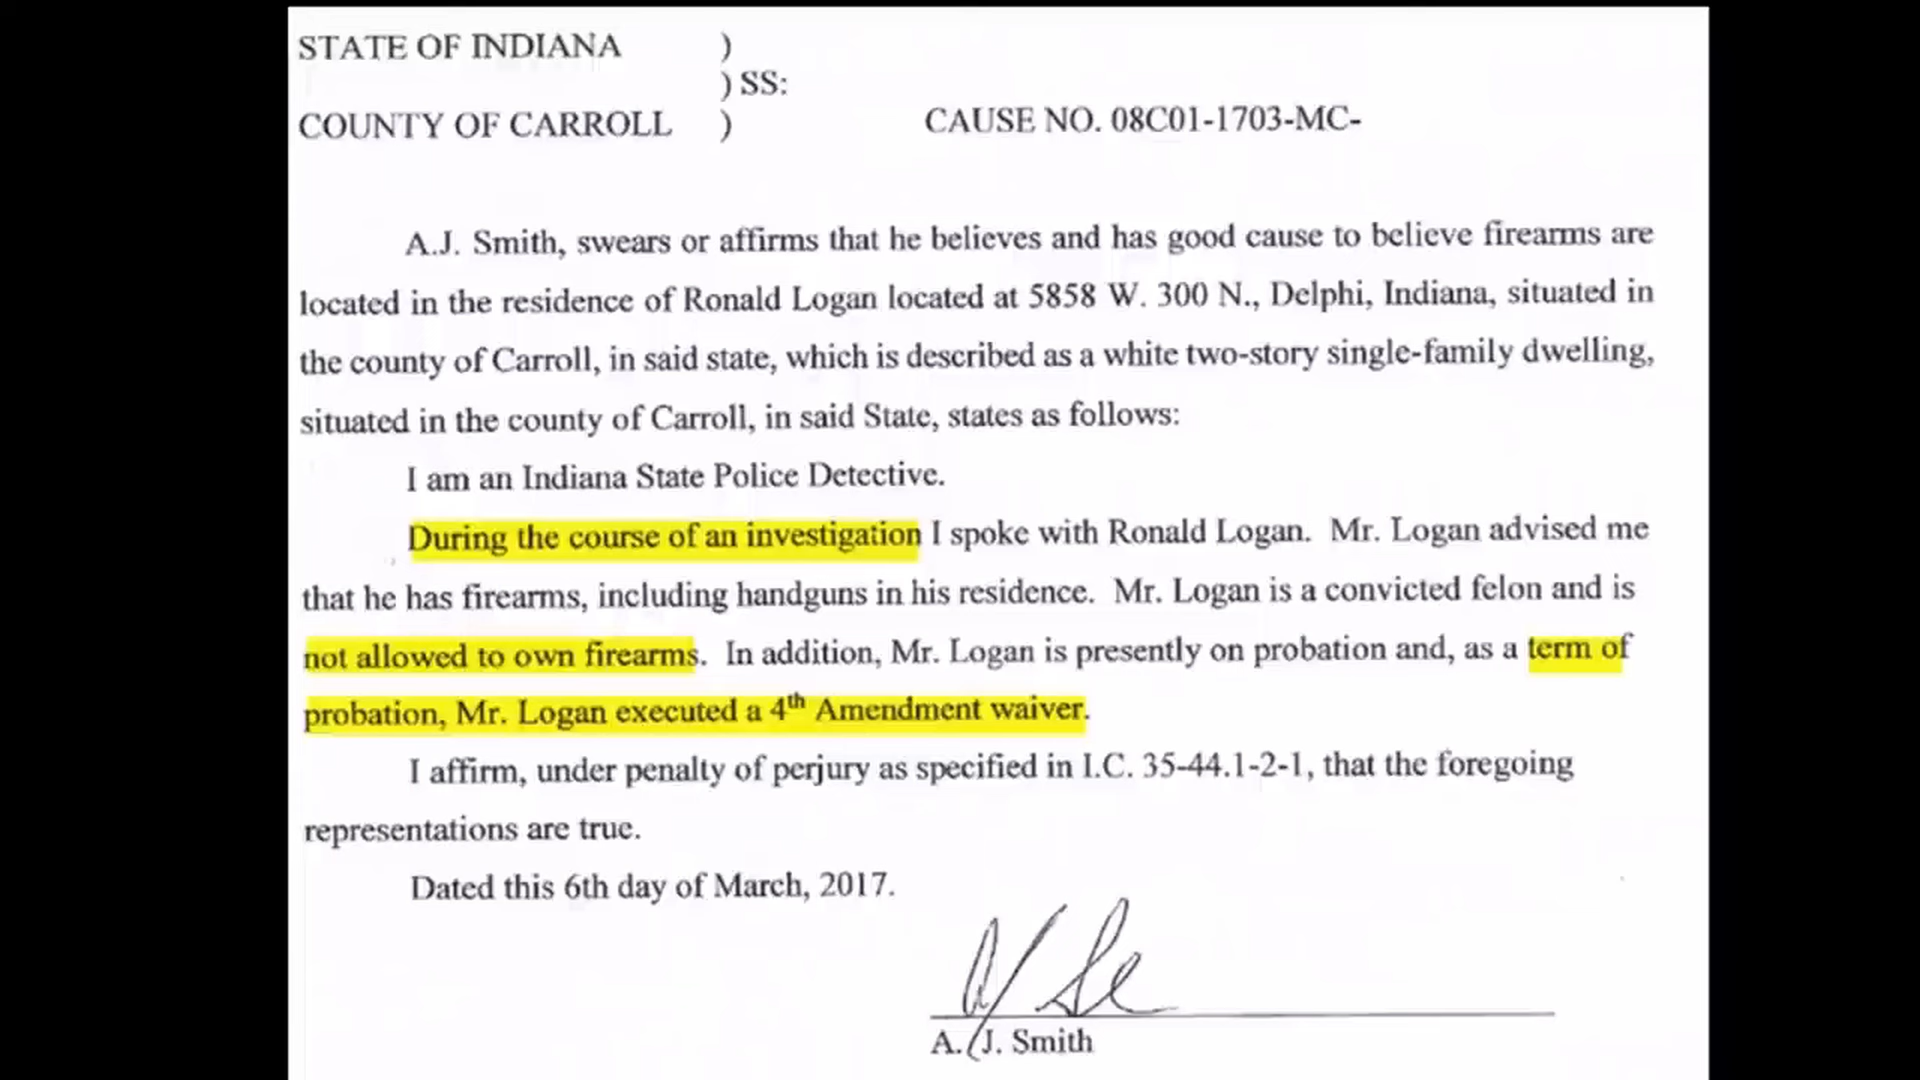 STATE OF INDIANA )
) SS:
COUNTY OF CARROLL ) CAUSE NO. 08C01-1703-MC-
A.J. Smith, swears or affirms that he believes and has good cause to believe firearms are
located in the residence of Ronald Logan located at 5858 W. 300 N., Delphi, Indiana, situated in
the county of Carroll, in said state, which is described as a white two-story single-family dwelling,
situated in the county of Carroll, in said State, states as follows:
I am an Indiana State Police Detective.
During the course of an investigation I spoke with Ronald Logan. Mr. Logan advised me
that he has firearms, including handguns in his residence. Mr. Logan is a convicted felon and is
not allowed to own firearms. In addition, Mr. Logan is presently on probation and, as a term of
probation, Mr. Logan executed a 4th Amendment waiver.
I affirm, under penalty of perjury as specified in I.C. 35-44.1-2-1, that the foregoing
representations are true.
Dated this 6th day of March, 2017.
A. J. Smith